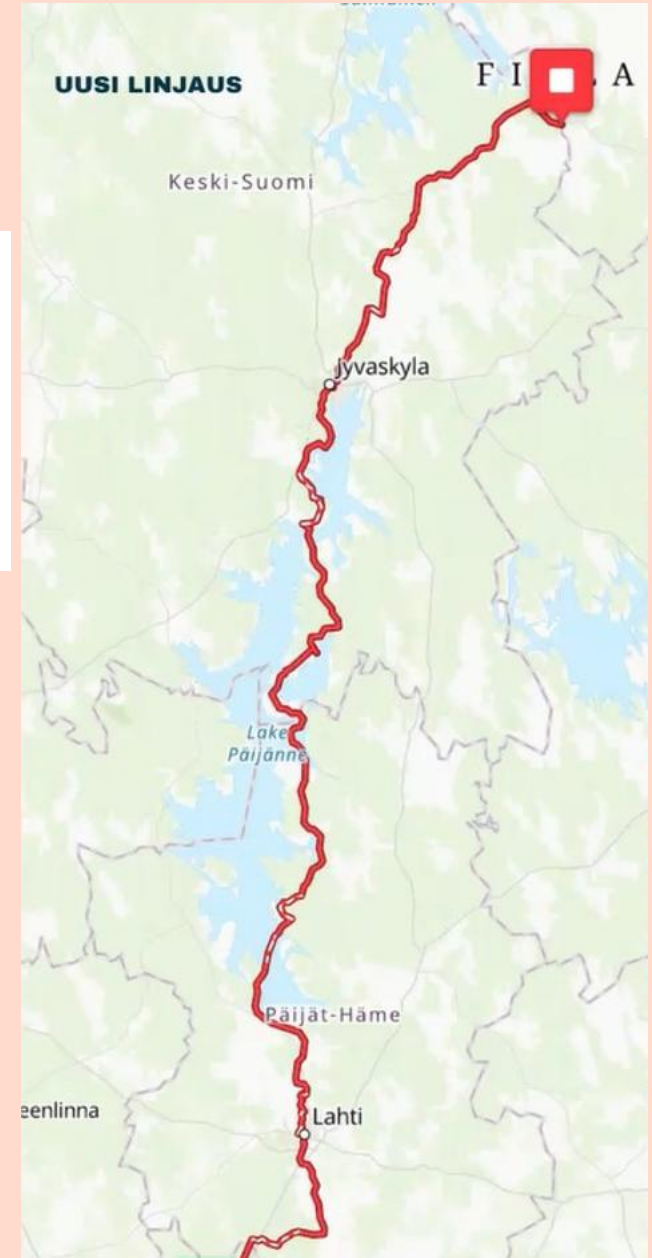 UUSI LINJAUS
F I A
Keski-Suomi
Jyvaskyla
Lake
Päijänne
Päijät-Häme
eenlinna
Lahti